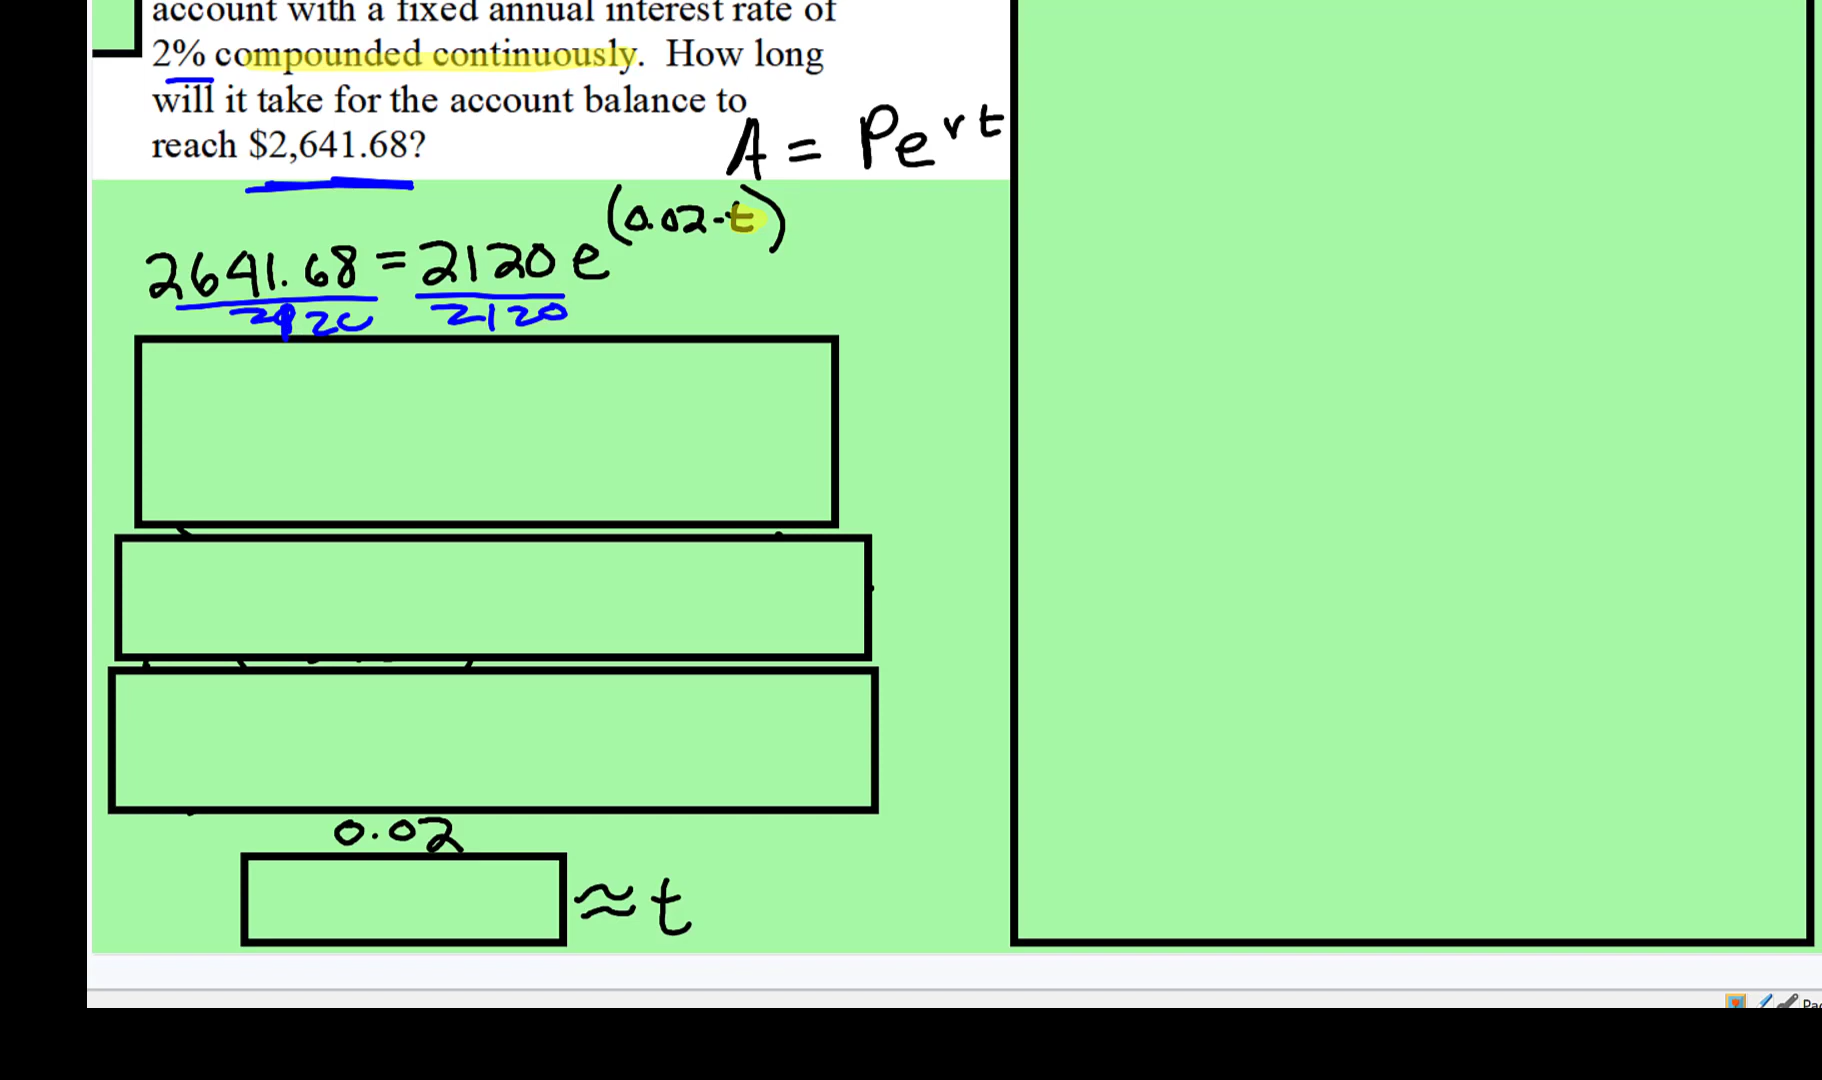 account with a fixed annual interest rate of
2% compounded continuously. How long
will it take for the account balance to
reach $2,641.68?
A = Pe^rt
2641.68 = 2120 e^(0.02·t)
2120 2120
0.02
≈ t